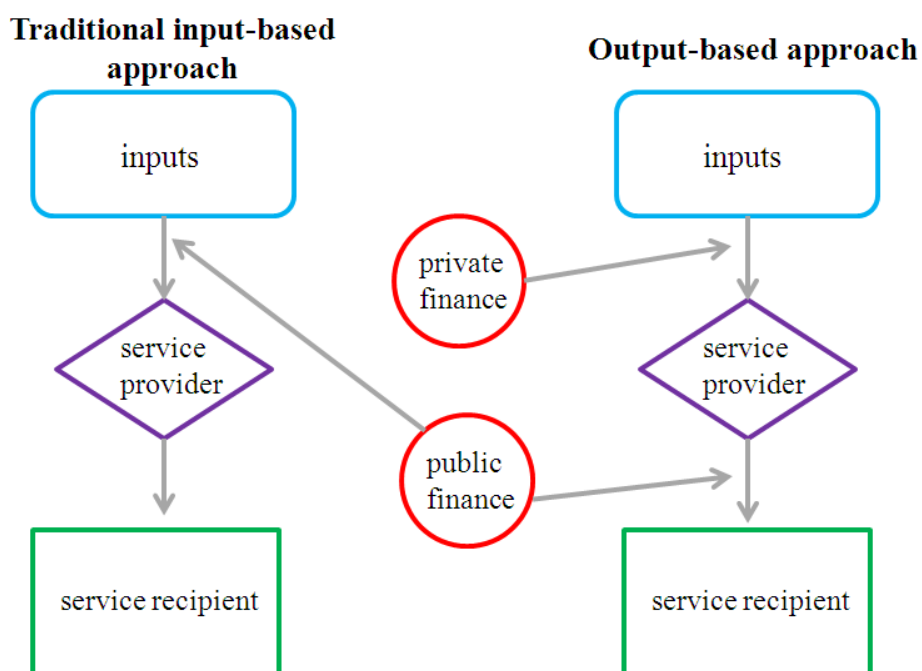 Traditional input-based
approach
Output-based approach
inputs
inputs
private
finance
service
provider
service
provider
public
finance
service recipient
service recipient